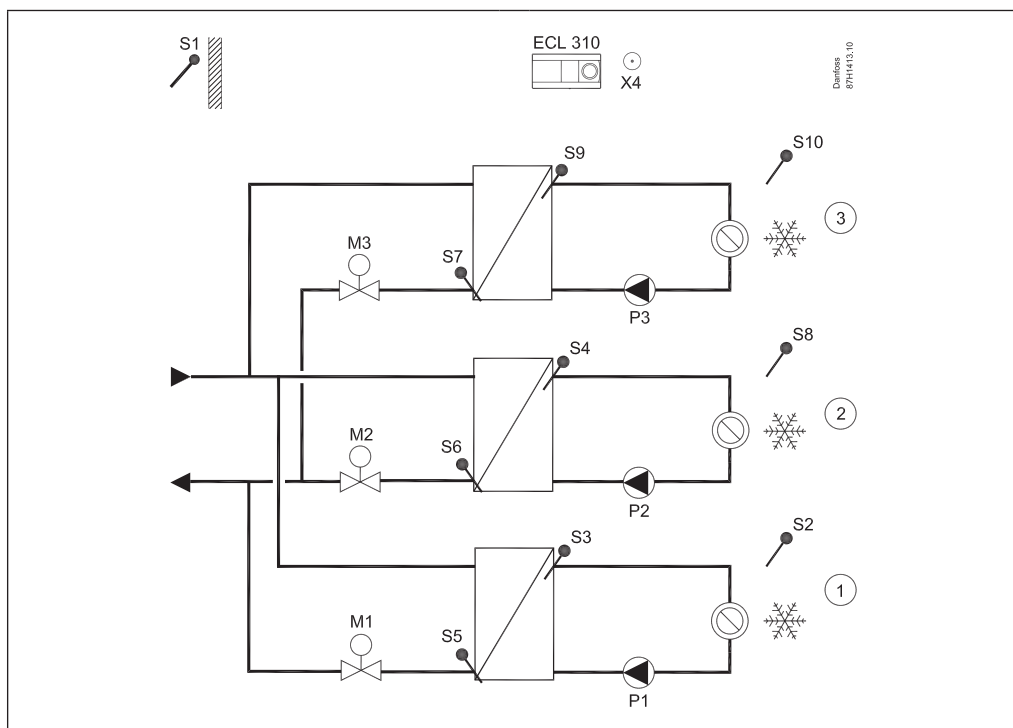 S1
ECL 310
X4
Danfoss
87H1413.10
S9
S10
3
M3
S7
P3
S4
S8
2
M2
S6
P2
S3
S2
1
M1
S5
P1